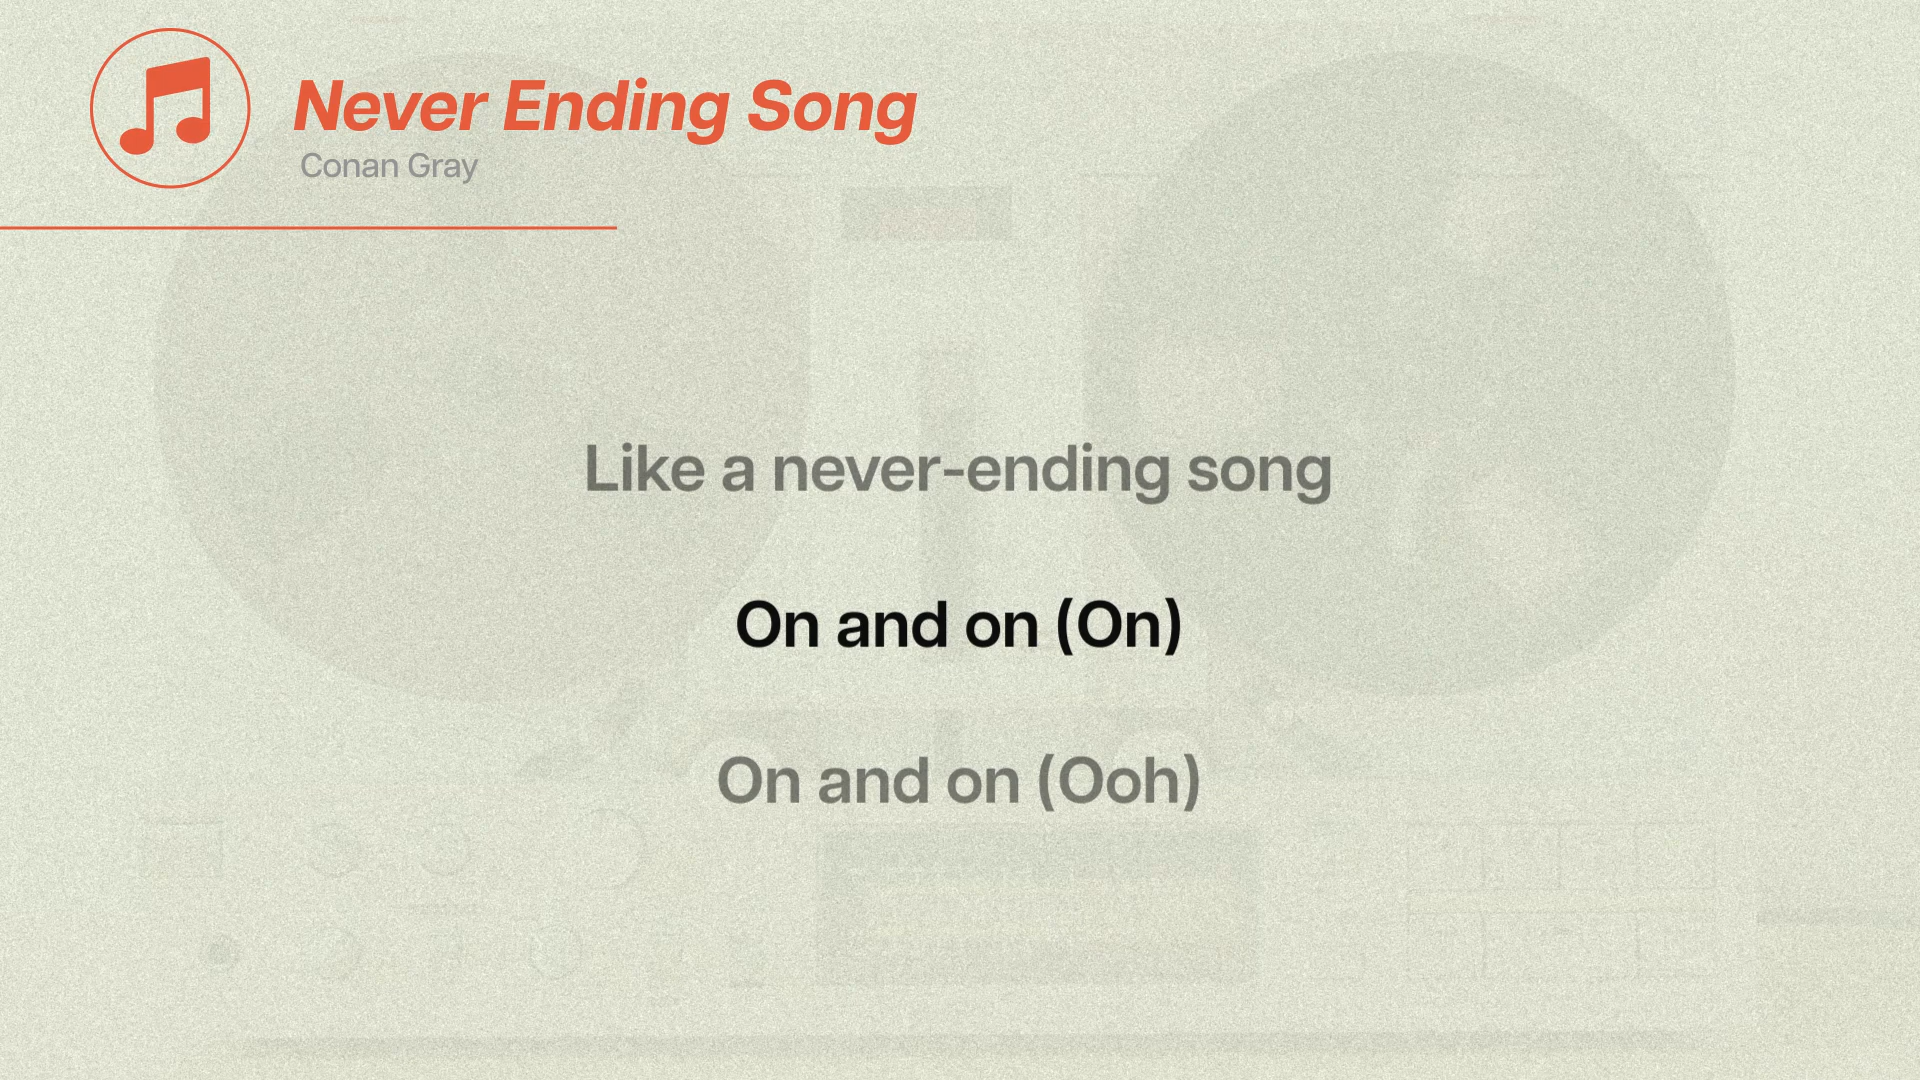 Never Ending Song
Conan Gray
Like a never-ending song
On and on (On)
On and on (Ooh)